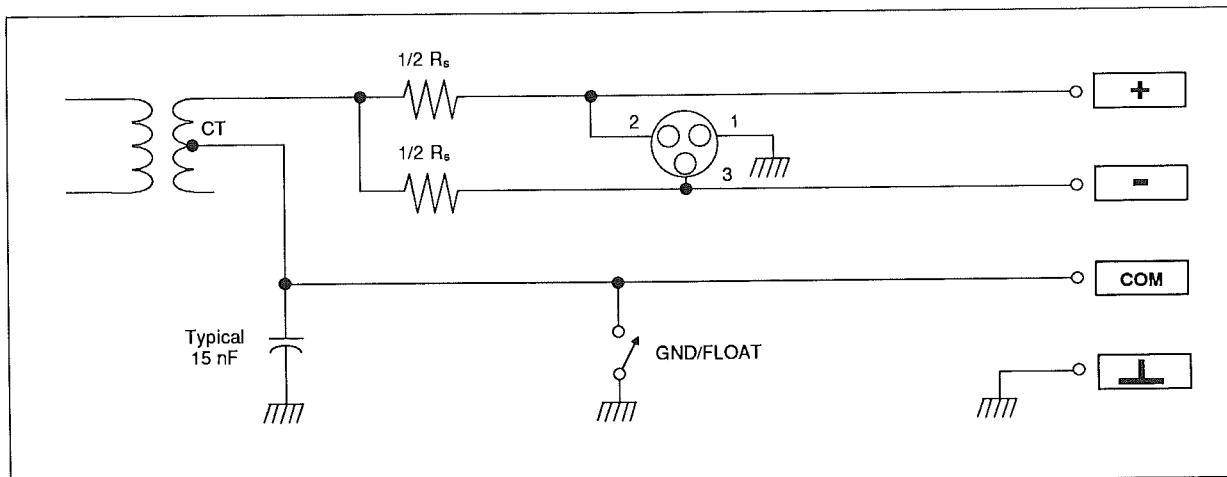 1/2 Rs
+
CT
2
1
1/2 Rs
3
-
COM
Typical
15 nF
GND/FLOAT